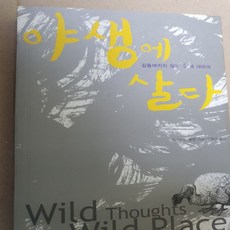 야생에
살다
Wild Thoughts
Wild Place